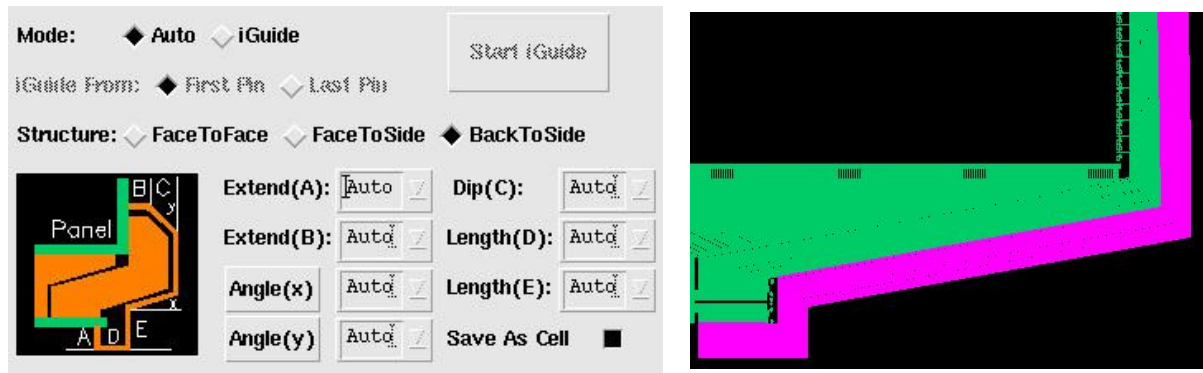 Mode: Auto iGuide
Start iGuide
iGuide From: First Pin Last Pin
Structure: FaceToFace FaceToSide BackToSide
B C
y
Panel
x
A D E
Extend(A): Auto Dip(C): Auto
Extend(B): Auto Length(D): Auto
Angle(x) Auto Length(E): Auto
Angle(y) Auto Save As Cell